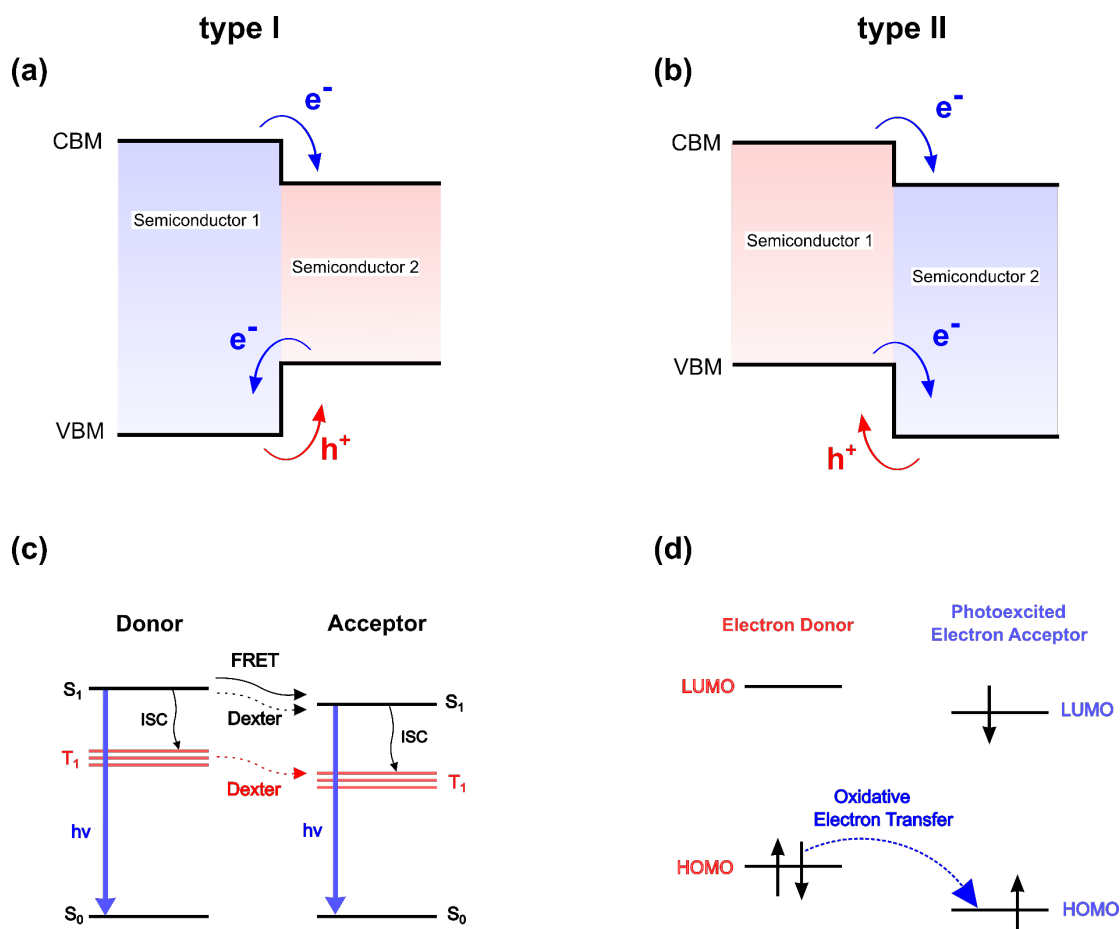 type I
type II
(a)
(b)
e-
e-
CBM
CBM
Semiconductor 1
Semiconductor 1
Semiconductor 2
Semiconductor 2
e-
e-
VBM
VBM
h+
h+
(c)
(d)
Donor
Acceptor
FRET
S1
S1
Dexter
ISC
ISC
T1
T1
Dexter
hv
hv
S0
S0
Electron Donor
Photoexcited
Electron Acceptor
LUMO
LUMO
Oxidative
Electron Transfer
HOMO
HOMO